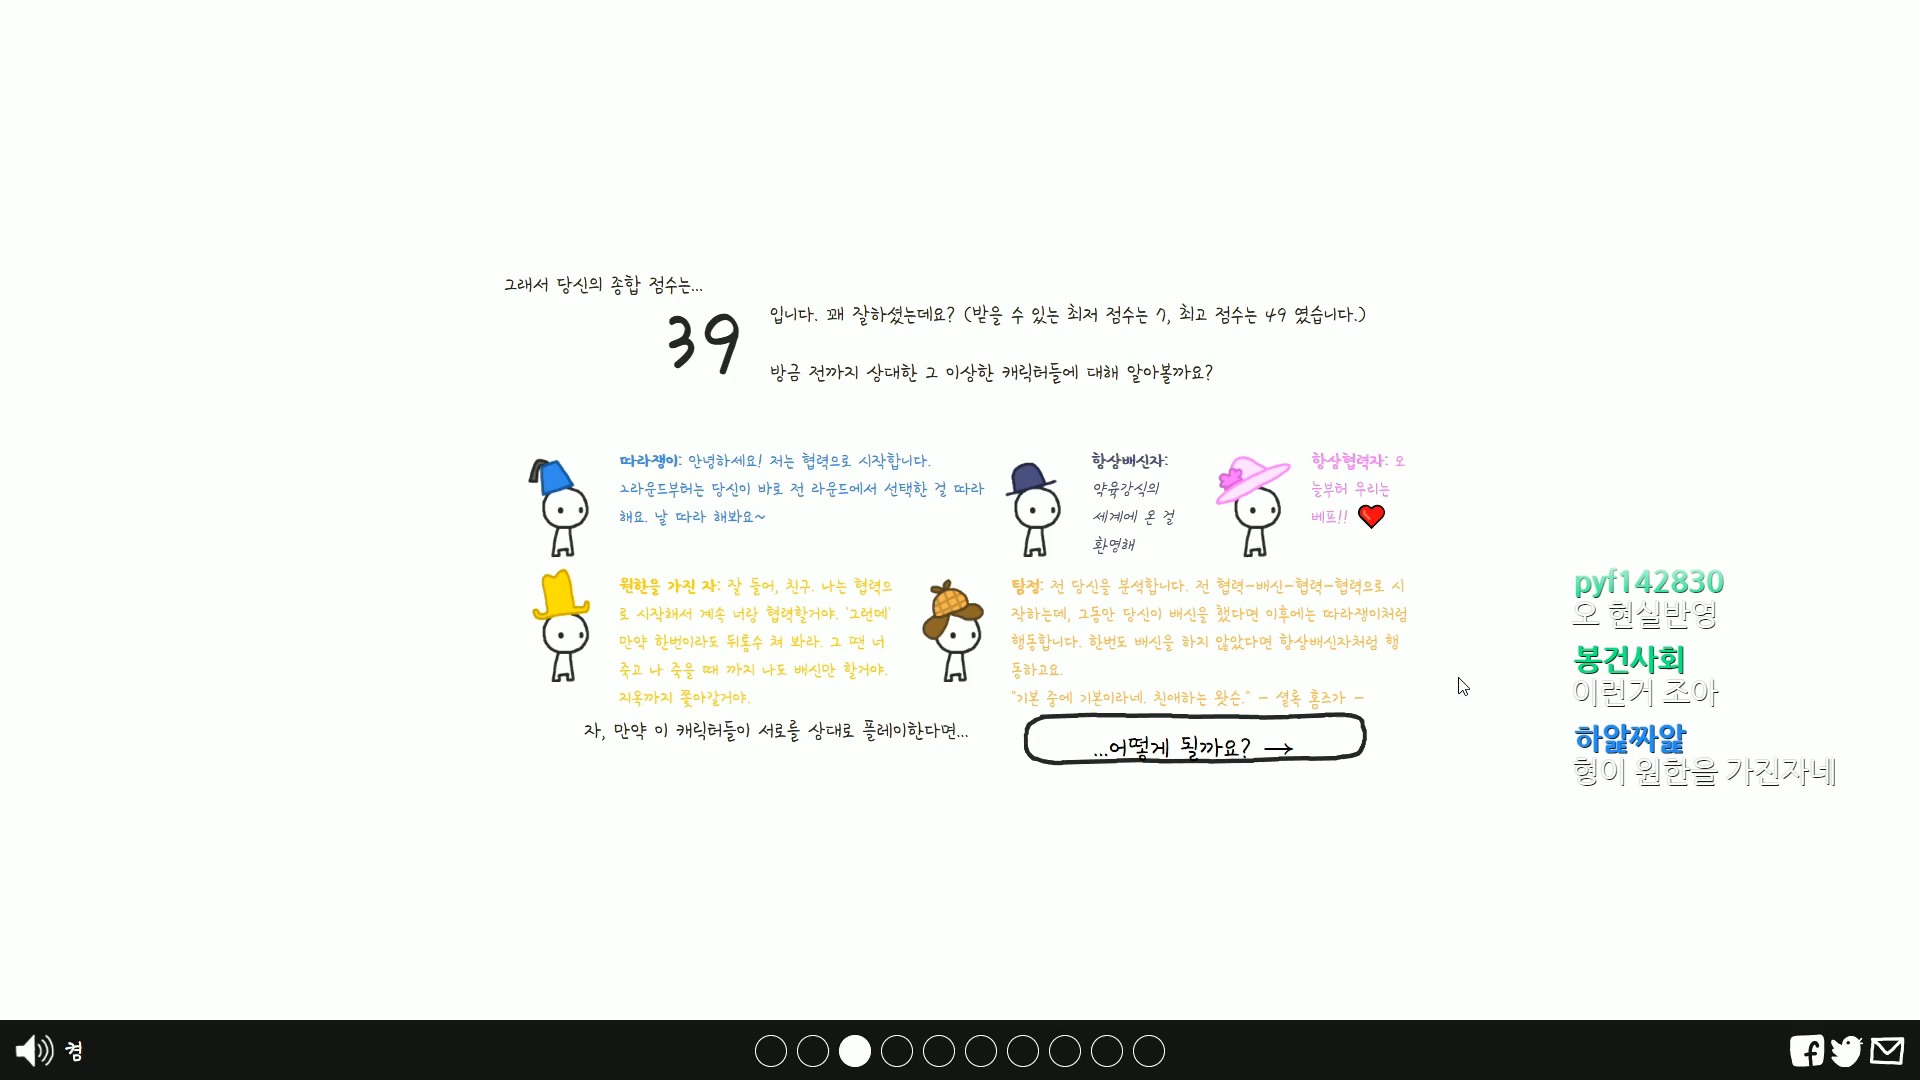 그래서 당신의 종합 점수는...
39
입니다. 꽤 잘하셨는데요? (받을 수 있는 최저 점수는 7, 최고 점수는 49 였습니다.)
방금 전까지 상대한 그 이상한 캐릭터들에 대해 알아볼까요?
따라쟁이: 안녕하세요! 저는 협력으로 시작합니다.
2라운드부터는 당신이 바로 전 라운드에서 선택한 걸 따라
해요. 날 따라 해봐요~
항상배신자:
약육강식의
세계에 온 걸
환영해
항상협력자: 오
늘부터 우리는
베프!!
원한을 가진 자: 잘 들어, 친구. 나는 협력으
로 시작해서 계속 너랑 협력할거야. '그런데'
만약 한번이라도 뒤통수 쳐 봐라. 그 땐 너
죽고 나 죽을 때 까지 나도 배신만 할거야.
지옥까지 쫓아갈거야.
탐정: 전 당신을 분석합니다. 전 협력-배신-협력-협력으로 시
작하는데, 그동안 당신이 배신을 했다면 이후에는 따라쟁이처럼
행동합니다. 한번도 배신을 하지 않았다면 항상배신자처럼 행
동하고요.
"기본 중에 기본이라네. 친애하는 왓슨." - 셜록 홈즈가 -
자, 만약 이 캐릭터들이 서로를 상대로 플레이한다면...
...어떻게 될까요? →
pyf142830
오 현실반영
봉건사회
이런거 조아
하앑짜앑
형이 원한을 가진자네
켬